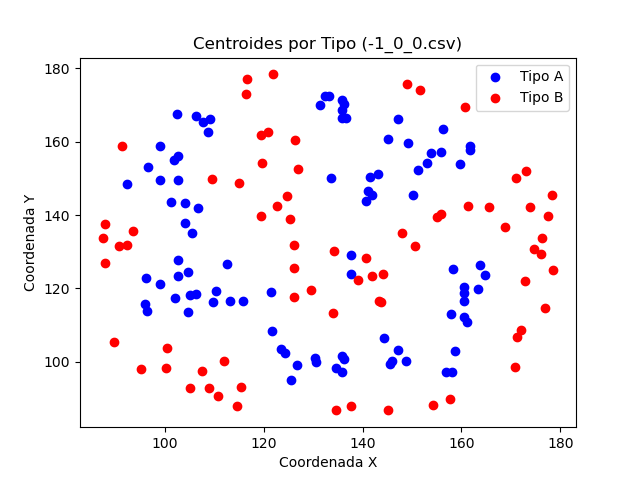 Centroides por Tipo (-1_0_0.csv)
Tipo A
Tipo B
Coordenada Y
180
160
140
120
100
100 120 140 160 180
Coordenada X